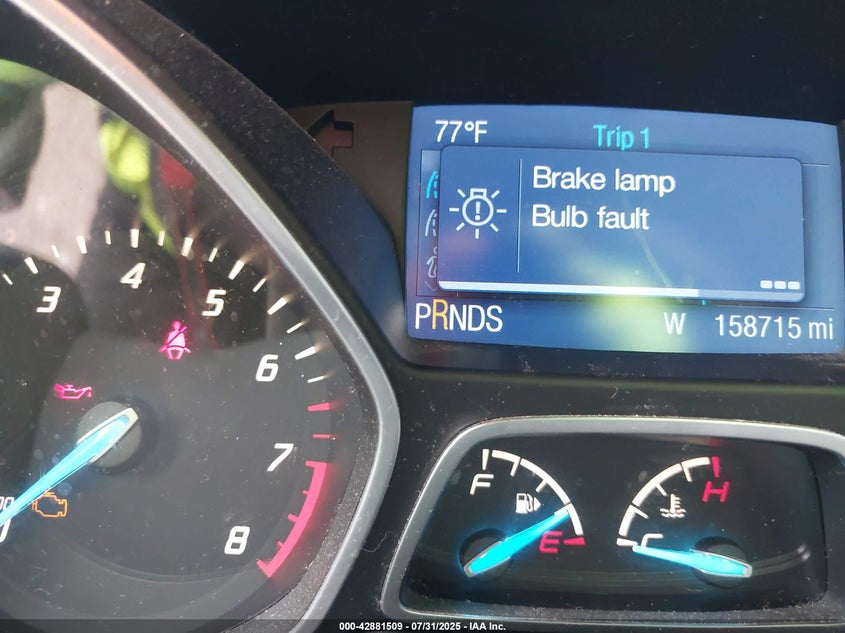 77°F Trip 1
Brake lamp
Bulb fault
PRNDS W 158715 mi
3 4 5 6 7 8
F E
C H
000-42881509 - 07/31/2025 - IAA Inc.